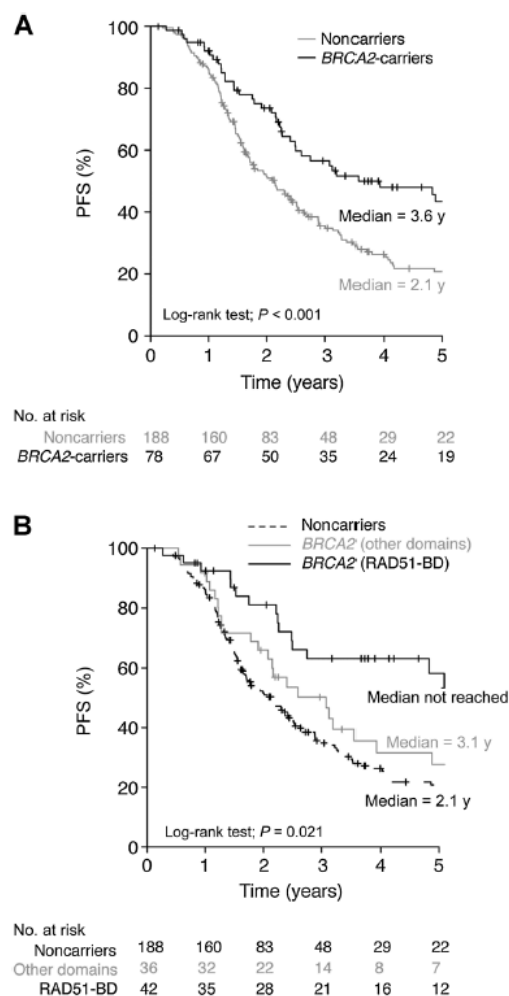 A
Noncarriers
BRCA2-carriers
100
80
60
40
20
0
PFS (%)
Median = 3.6 y
Median = 2.1 y
Log-rank test; P < 0.001
0 1 2 3 4 5
Time (years)
No. at risk
Noncarriers 188 160 83 48 29 22
BRCA2-carriers 78 67 50 35 24 19
B
Noncarriers
BRCA2 (other domains)
BRCA2 (RAD51-BD)
100
80
60
40
20
0
PFS (%)
Median not reached
Median = 3.1 y
Median = 2.1 y
Log-rank test; P = 0.021
0 1 2 3 4 5
Time (years)
No. at risk
Noncarriers 188 160 83 48 29 22
Other domains 36 32 22 14 8 7
RAD51-BD 42 35 28 21 16 12